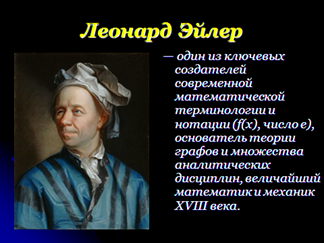 Леонард Эйлер
— один из ключевых
создателей
современной
математической
терминологии и
нотации (f(x), число e),
основатель теории
графов и множества
аналитических
дисциплин, величайший
математик и механик
XVIII века.